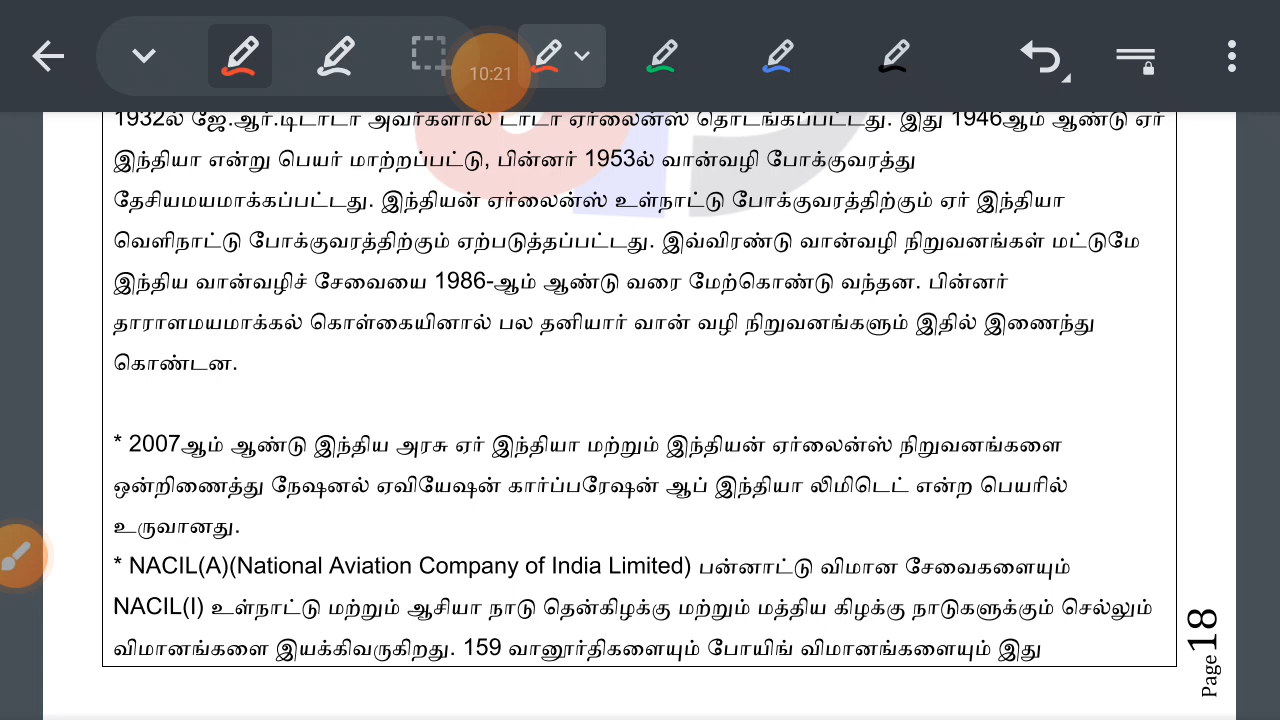 10:21
1932ல் ஜே.ஆர்.டிடாடா அவர்களால் டாடா ஏர்லைன்ஸ் தொடங்கப்பட்டது. இது 1946ஆம் ஆண்டு ஏர்
இந்தியா என்று பெயர் மாற்றப்பட்டு, பின்னர் 1953ல் வான்வழி போக்குவரத்து
தேசியமயமாக்கப்பட்டது. இந்தியன் ஏர்லைன்ஸ் உள்நாட்டு போக்குவரத்திற்கும் ஏர் இந்தியா
வெளிநாட்டு போக்குவரத்திற்கும் ஏற்படுத்தப்பட்டது. இவ்விரண்டு வான்வழி நிறுவனங்கள் மட்டுமே
இந்திய வான்வழிச் சேவையை 1986-ஆம் ஆண்டு வரை மேற்கொண்டு வந்தன. பின்னர்
தாராளமயமாக்கல் கொள்கையினால் பல தனியார் வான் வழி நிறுவனங்களும் இதில் இணைந்து
கொண்டன.
* 2007ஆம் ஆண்டு இந்திய அரசு ஏர் இந்தியா மற்றும் இந்தியன் ஏர்லைன்ஸ் நிறுவனங்களை
ஒன்றிணைத்து நேஷனல் ஏவியேஷன் கார்ப்பரேஷன் ஆப் இந்தியா லிமிடெட் என்ற பெயரில்
உருவானது.
* NACIL(A)(National Aviation Company of India Limited) பன்னாட்டு விமான சேவைகளையும்
NACIL(I) உள்நாட்டு மற்றும் ஆசியா நாடு தென்கிழக்கு மற்றும் மத்திய கிழக்கு நாடுகளுக்கும் செல்லும்
விமானங்களை இயக்கிவருகிறது. 159 வானூர்திகளையும் போயிங் விமானங்களையும் இது
Page 18